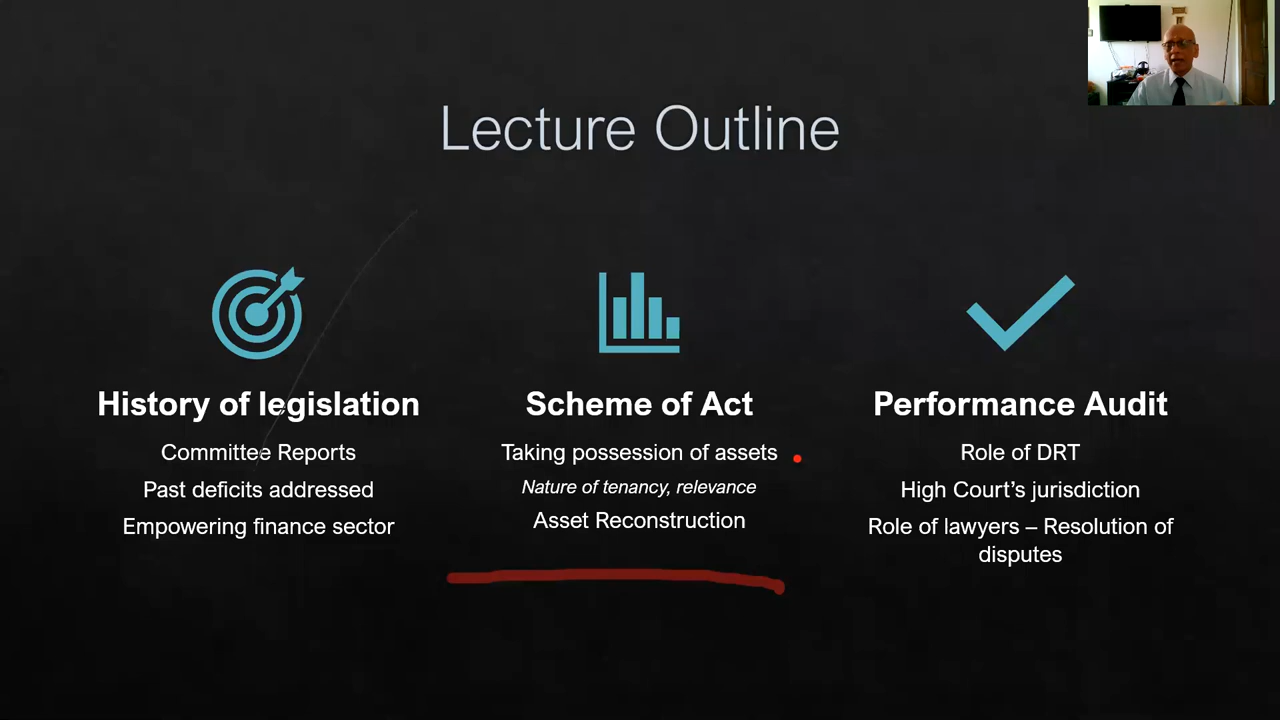 Lecture Outline
History of legislation
Committee Reports
Past deficits addressed
Empowering finance sector
Scheme of Act
Taking possession of assets
Nature of tenancy, relevance
Asset Reconstruction
Performance Audit
Role of DRT
High Court's jurisdiction
Role of lawyers – Resolution of
disputes